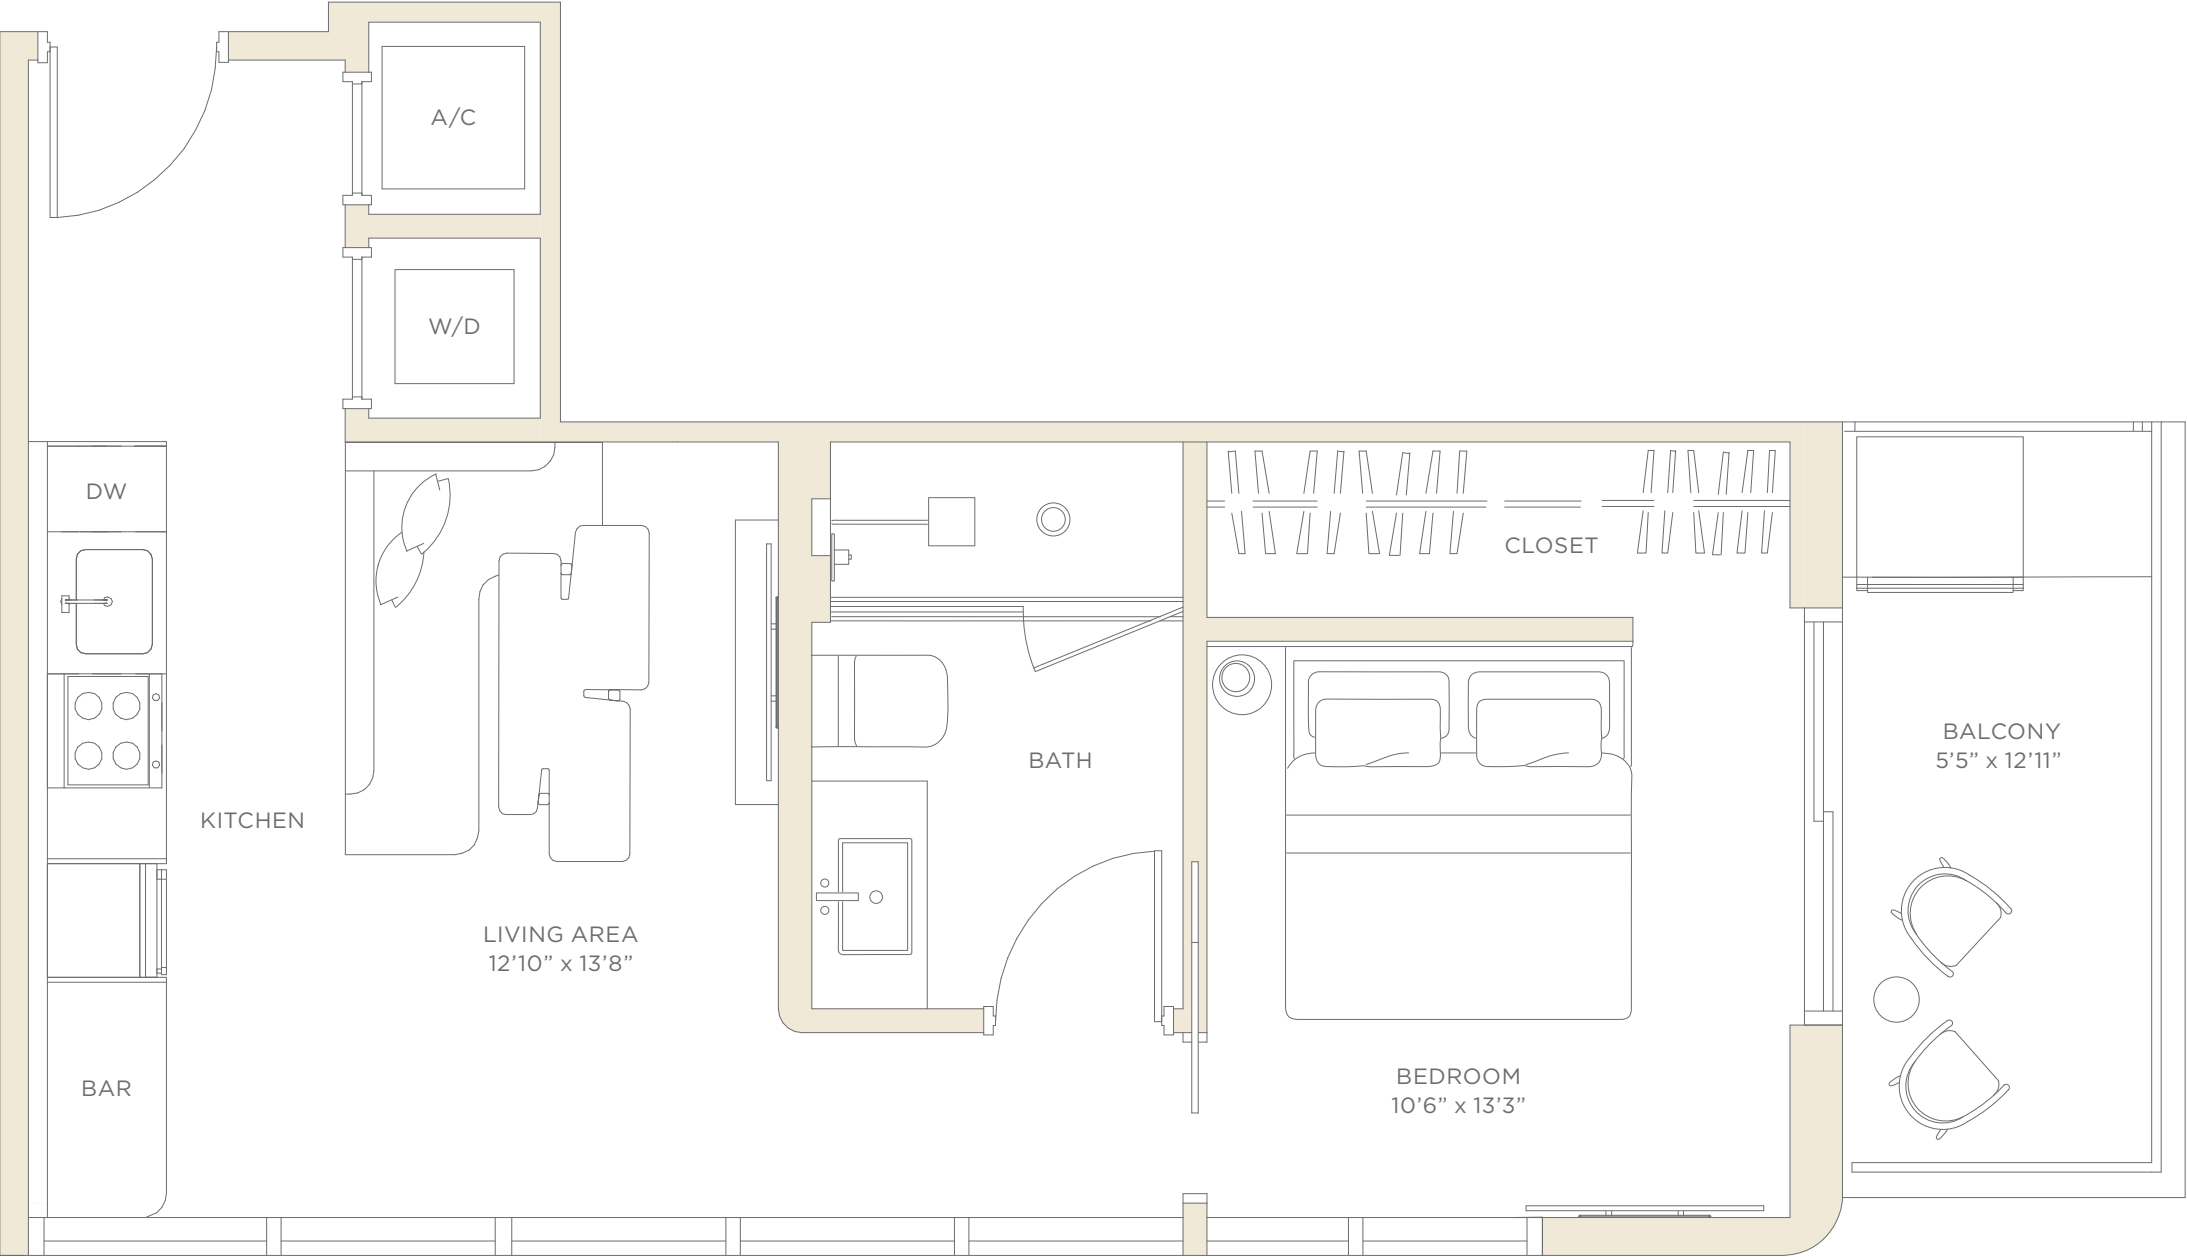 A/C
W/D
DW
CLOSET
BALCONY
5’5” x 12’11”
BATH
KITCHEN
LIVING AREA
12’10” x 13’8”
BAR
BEDROOM
10’6” x 13’3”